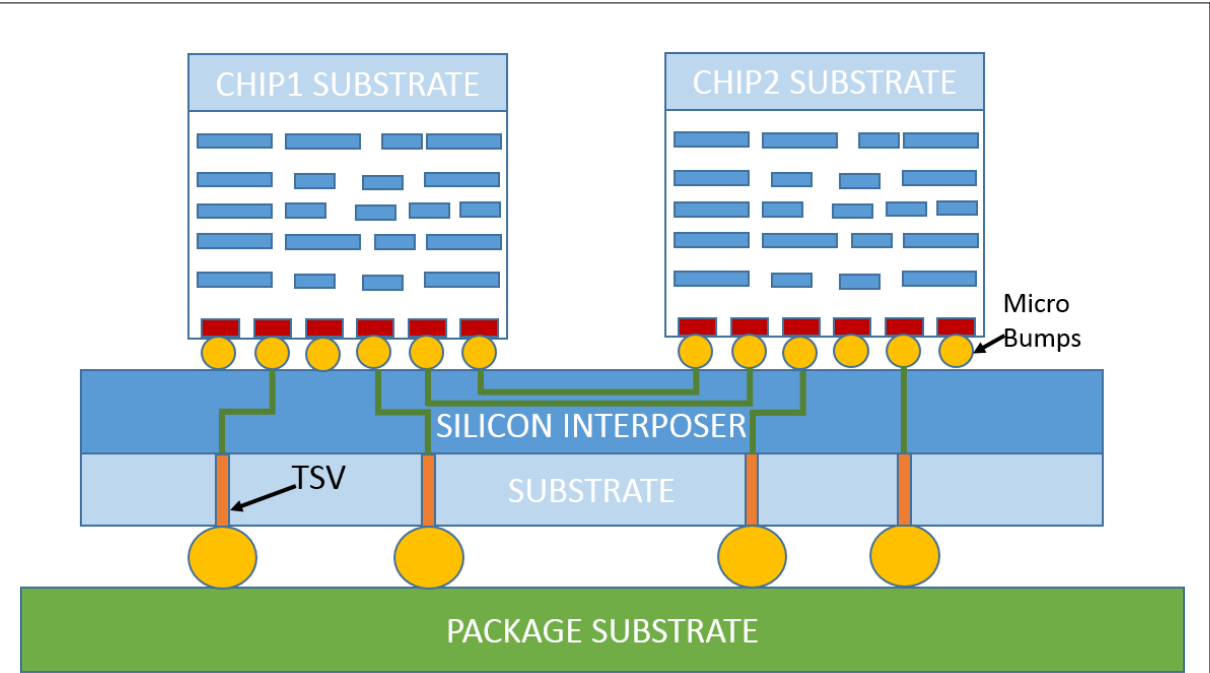 CHIP1 SUBSTRATE
CHIP2 SUBSTRATE
Micro
Bumps
SILICON INTERPOSER
TSV
SUBSTRATE
PACKAGE SUBSTRATE